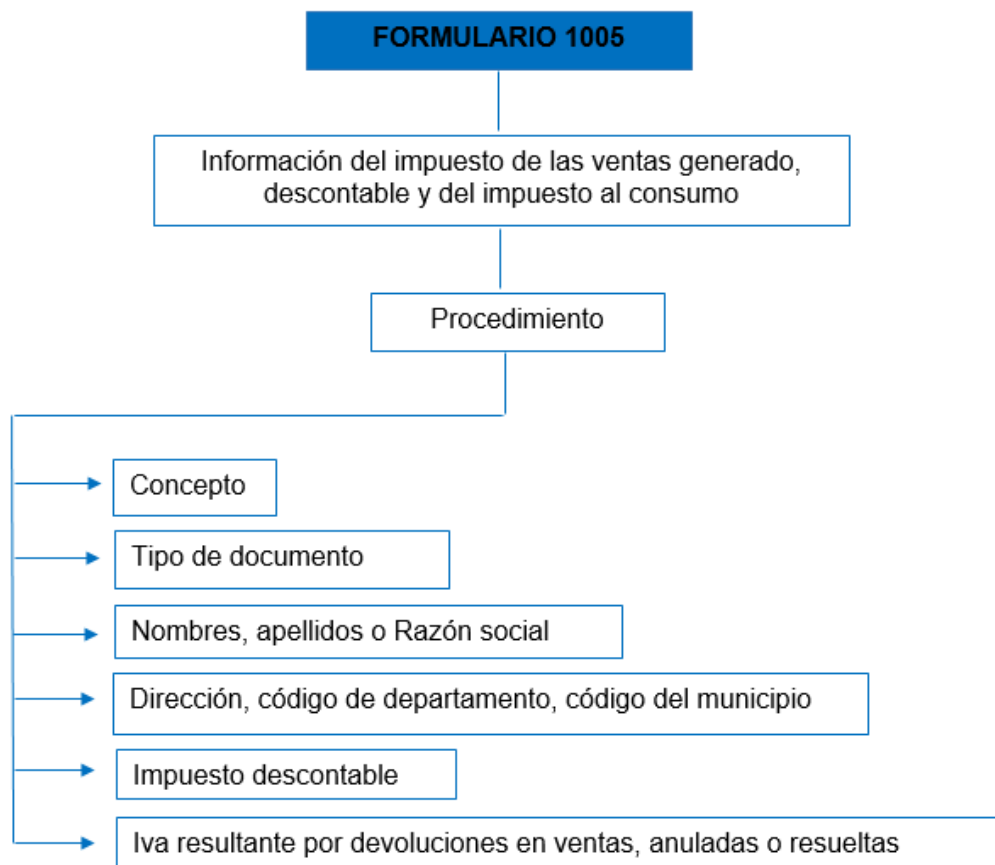 FORMULARIO 1005
Información del impuesto de las ventas generado,
descontable y del impuesto al consumo
Procedimiento
Concepto
Tipo de documento
Nombres, apellidos o Razón social
Dirección, código de departamento, código del municipio
Impuesto descontable
Iva resultante por devoluciones en ventas, anuladas o resueltas